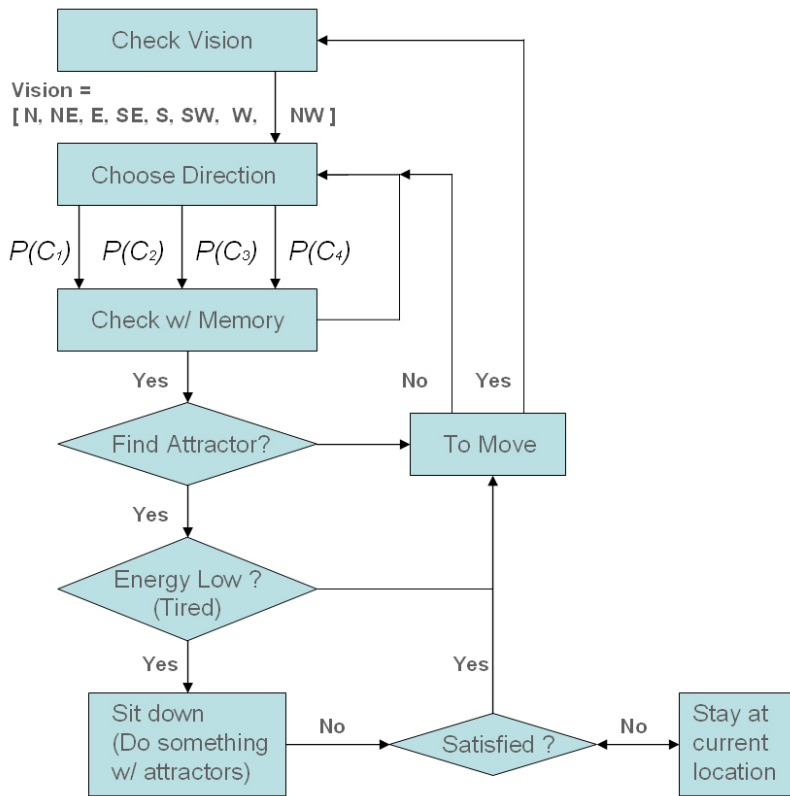 Check Vision
Vision =
[ N, NE, E, SE, S, SW, W, NW ]
Choose Direction
P(C₁) P(C₂) P(C₃) P(C₄)
Check w/ Memory
Yes
No Yes
Find Attractor?
To Move
Yes
Energy Low ?
(Tired)
Yes
Yes
Sit down
(Do something
w/ attractors)
No
Satisfied ?
No
Stay at
current
location